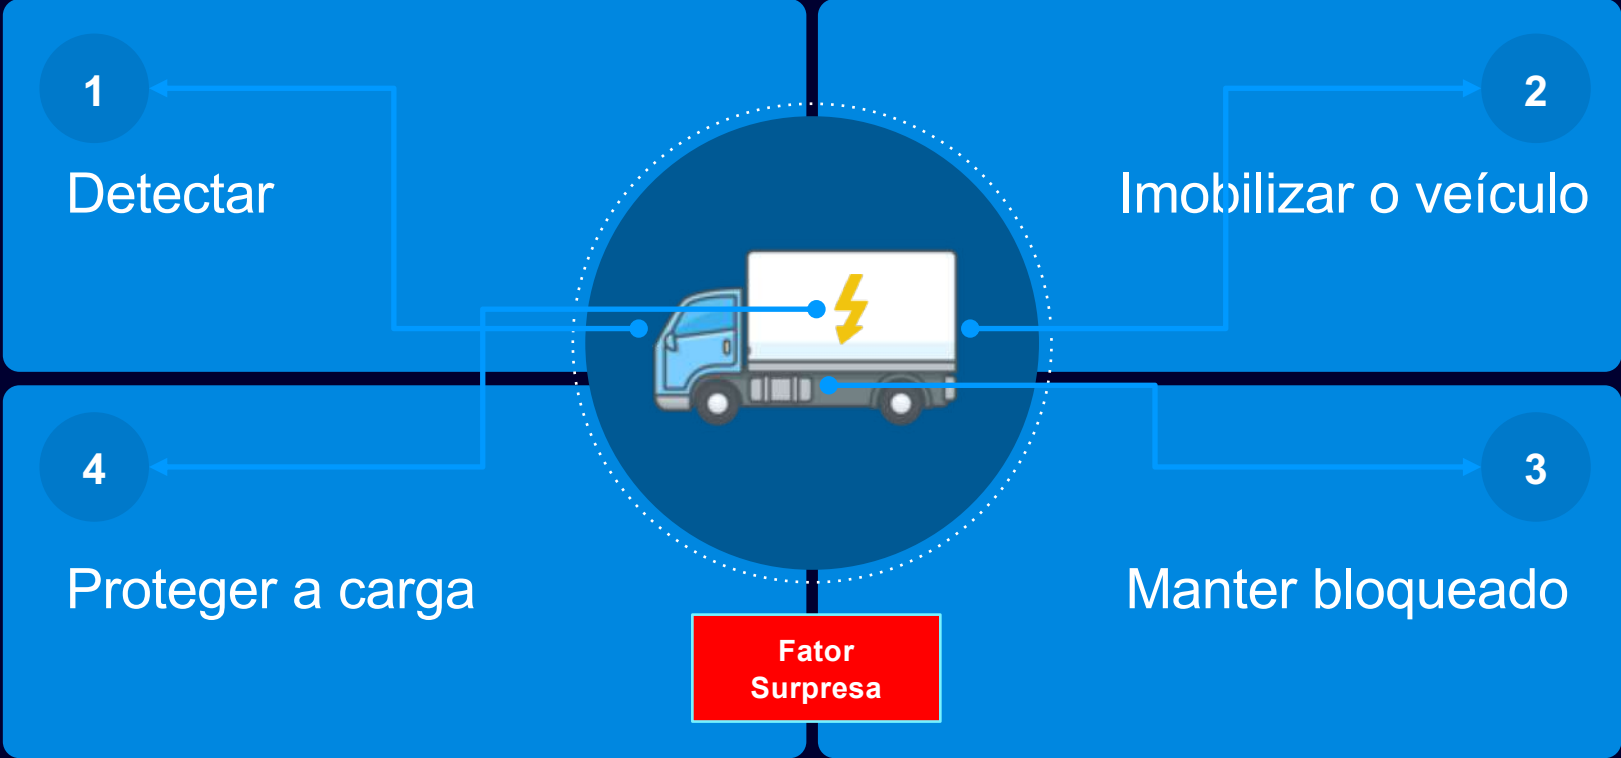 1
Detectar
2
Imobilizar o veículo
4
Proteger a carga
3
Manter bloqueado
Fator
Surpresa